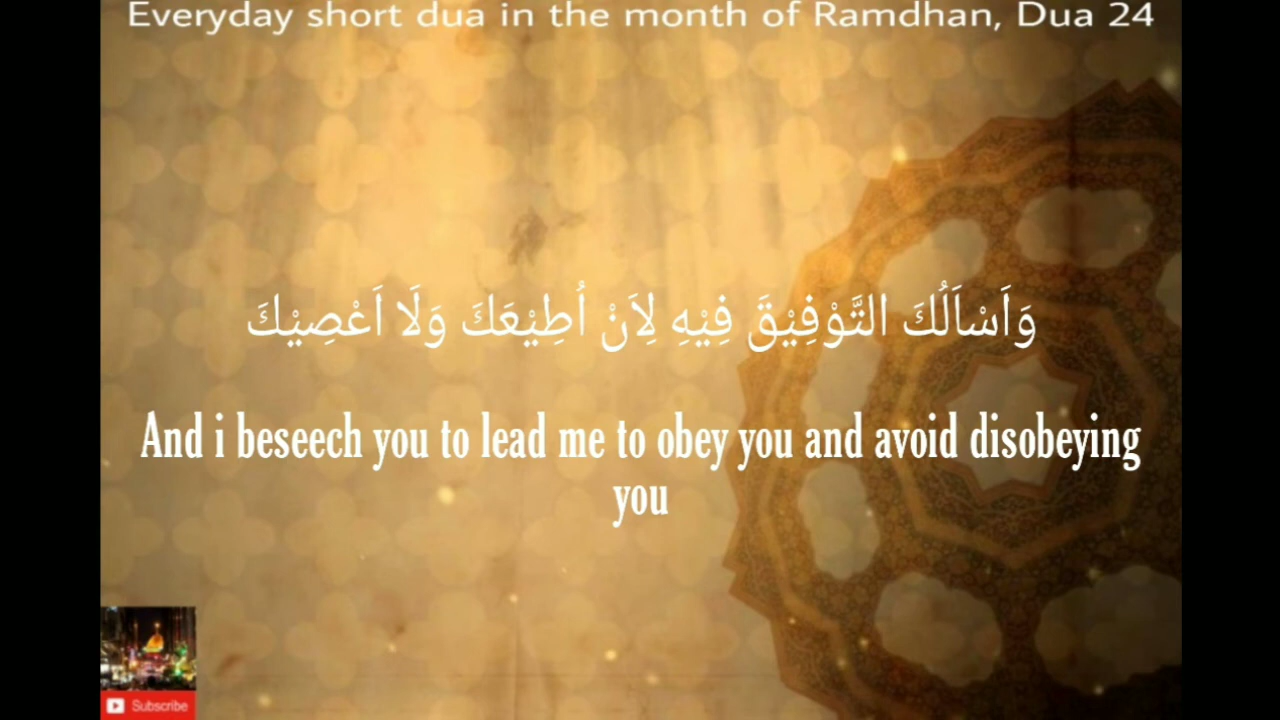 Everyday short dua in the month of Ramdhan, Dua 24
وَاَسْاَلُكَ التَّوْفِيْقَ فِيْهِ لِاَنْ اُطِيْعَكَ وَلَا اَعْصِيْكَ
And i beseech you to lead me to obey you and avoid disobeying
you
Subscribe